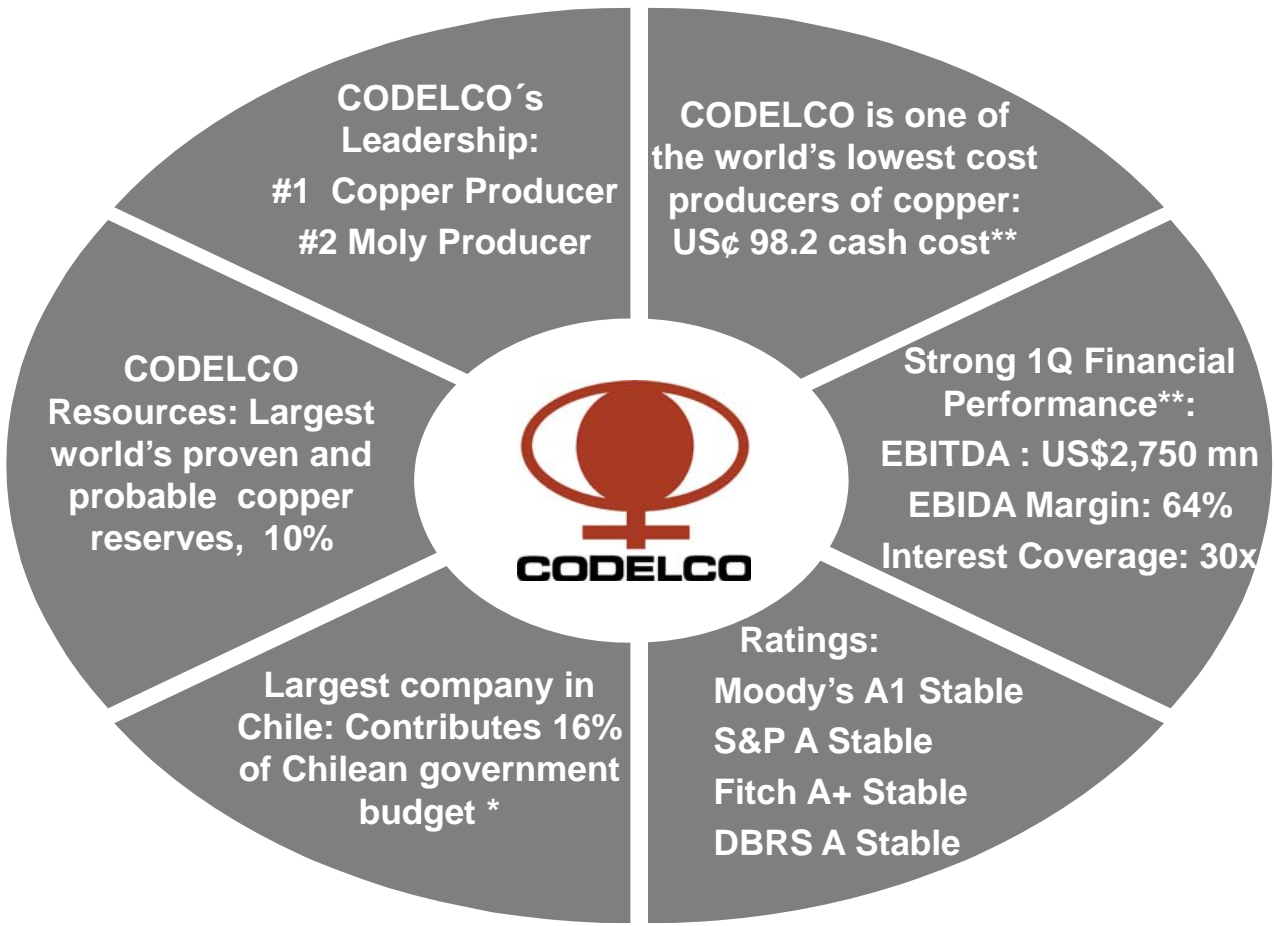 CODELCO´s
Leadership:
#1 Copper Producer
#2 Moly Producer
CODELCO is one of
the world’s lowest cost
producers of copper:
US¢ 98.2 cash cost**
Strong 1Q Financial
Performance**:
EBITDA : US$2,750 mn
EBIDA Margin: 64%
Interest Coverage: 30x
Ratings:
Moody’s A1 Stable
S&P A Stable
Fitch A+ Stable
DBRS A Stable
Largest company in
Chile: Contributes 16%
of Chilean government
budget *
CODELCO
Resources: Largest
world’s proven and
probable copper
reserves, 10%
CODELCO